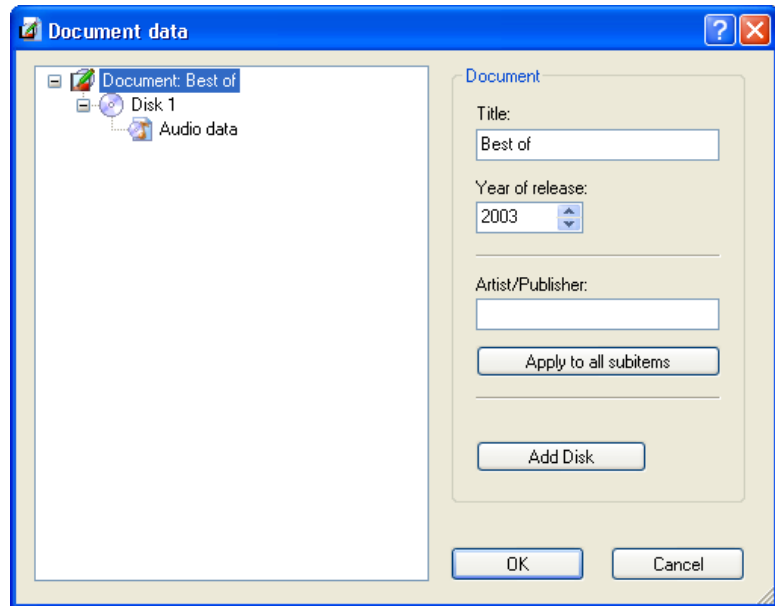 Document data
Document: Best of
Disk 1
Audio data
Document
Title:
Best of
Year of release:
2003
Artist/Publisher:
Apply to all subitems
Add Disk
OK
Cancel